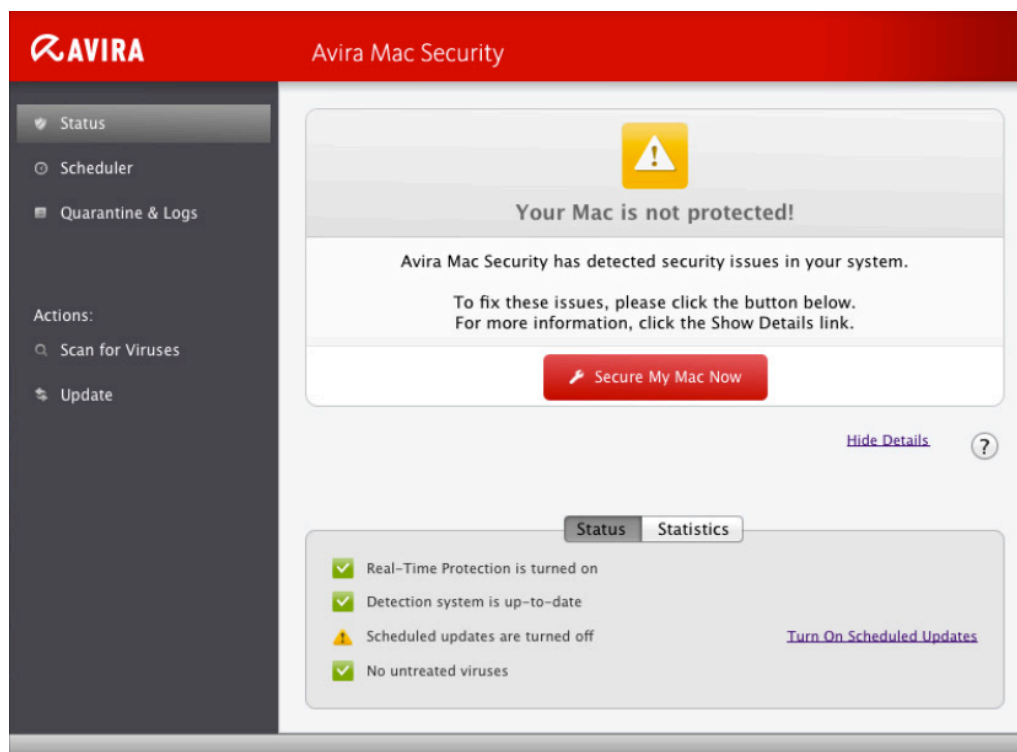 AVIRA
Avira Mac Security
Status
Scheduler
Quarantine & Logs
Actions:
Scan for Viruses
Update
Your Mac is not protected!
Avira Mac Security has detected security issues in your system.
To fix these issues, please click the button below.
For more information, click the Show Details link.
Secure My Mac Now
Hide Details
?
Status Statistics
Real-Time Protection is turned on
Detection system is up-to-date
Scheduled updates are turned off Turn On Scheduled Updates
No untreated viruses